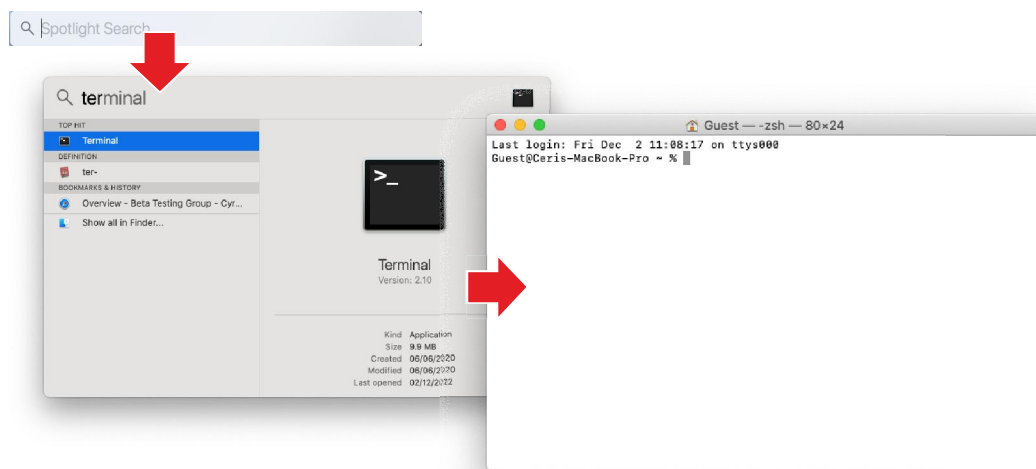 Spotlight Search
terminal
TOP HIT
Terminal
DEFINITION
ter-
BOOKMARKS & HISTORY
Overview - Beta Testing Group - Cyr...
Show all in Finder...
>_
Terminal
Version: 2.10
Kind Application
Size 9.9 MB
Created 06/06/2020
Modified 06/06/2020
Last opened 02/12/2022
Guest — -zsh — 80×24
Last login: Fri Dec  2 11:08:17 on ttys000
Guest@Ceris-MacBook-Pro ~ %